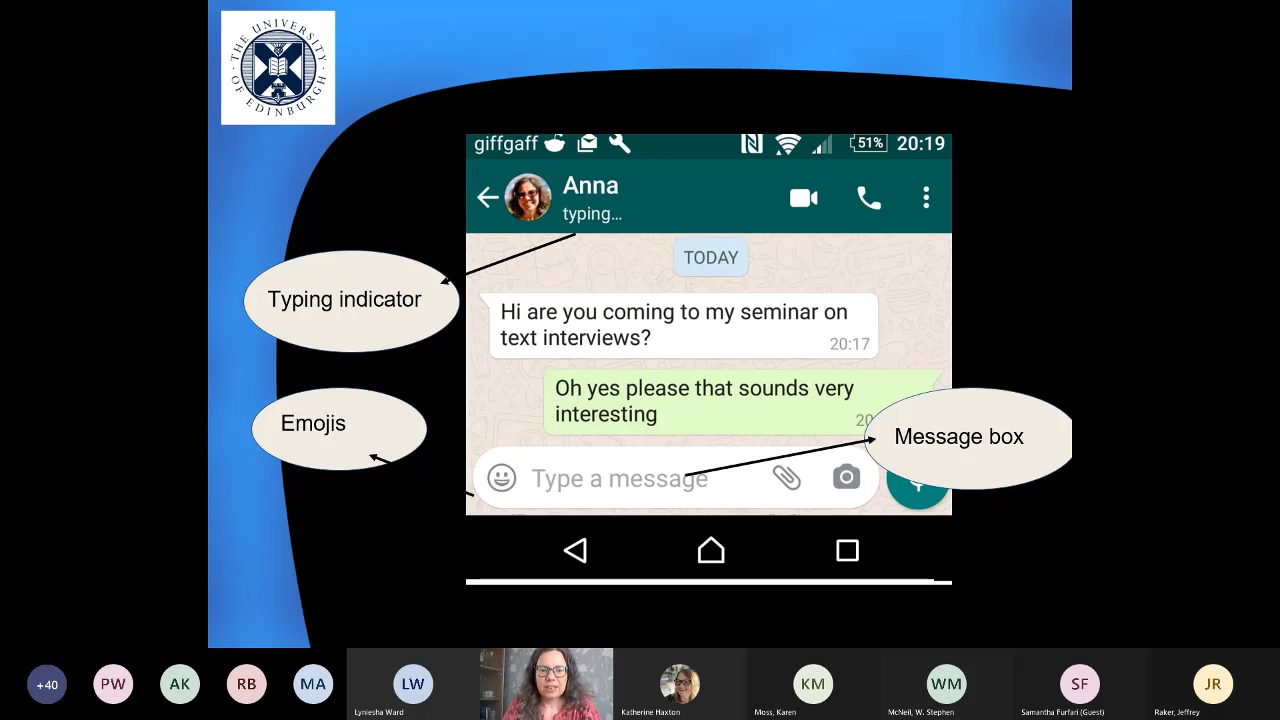 THE UNIVERSITY
OF EDINBURGH
giffgaff 51% 20:19
Anna
typing...
TODAY
Typing indicator
Hi are you coming to my seminar on
text interviews?
20:17
Oh yes please that sounds very
interesting
20
Emojis
Message box
Type a message
+40 PW AK RB MA LW KM WM SF JR
Lyniesha Ward Katherine Haxton Moss, Karen McNeil, W. Stephen Samantha Furfari (Guest) Raker, Jeffrey